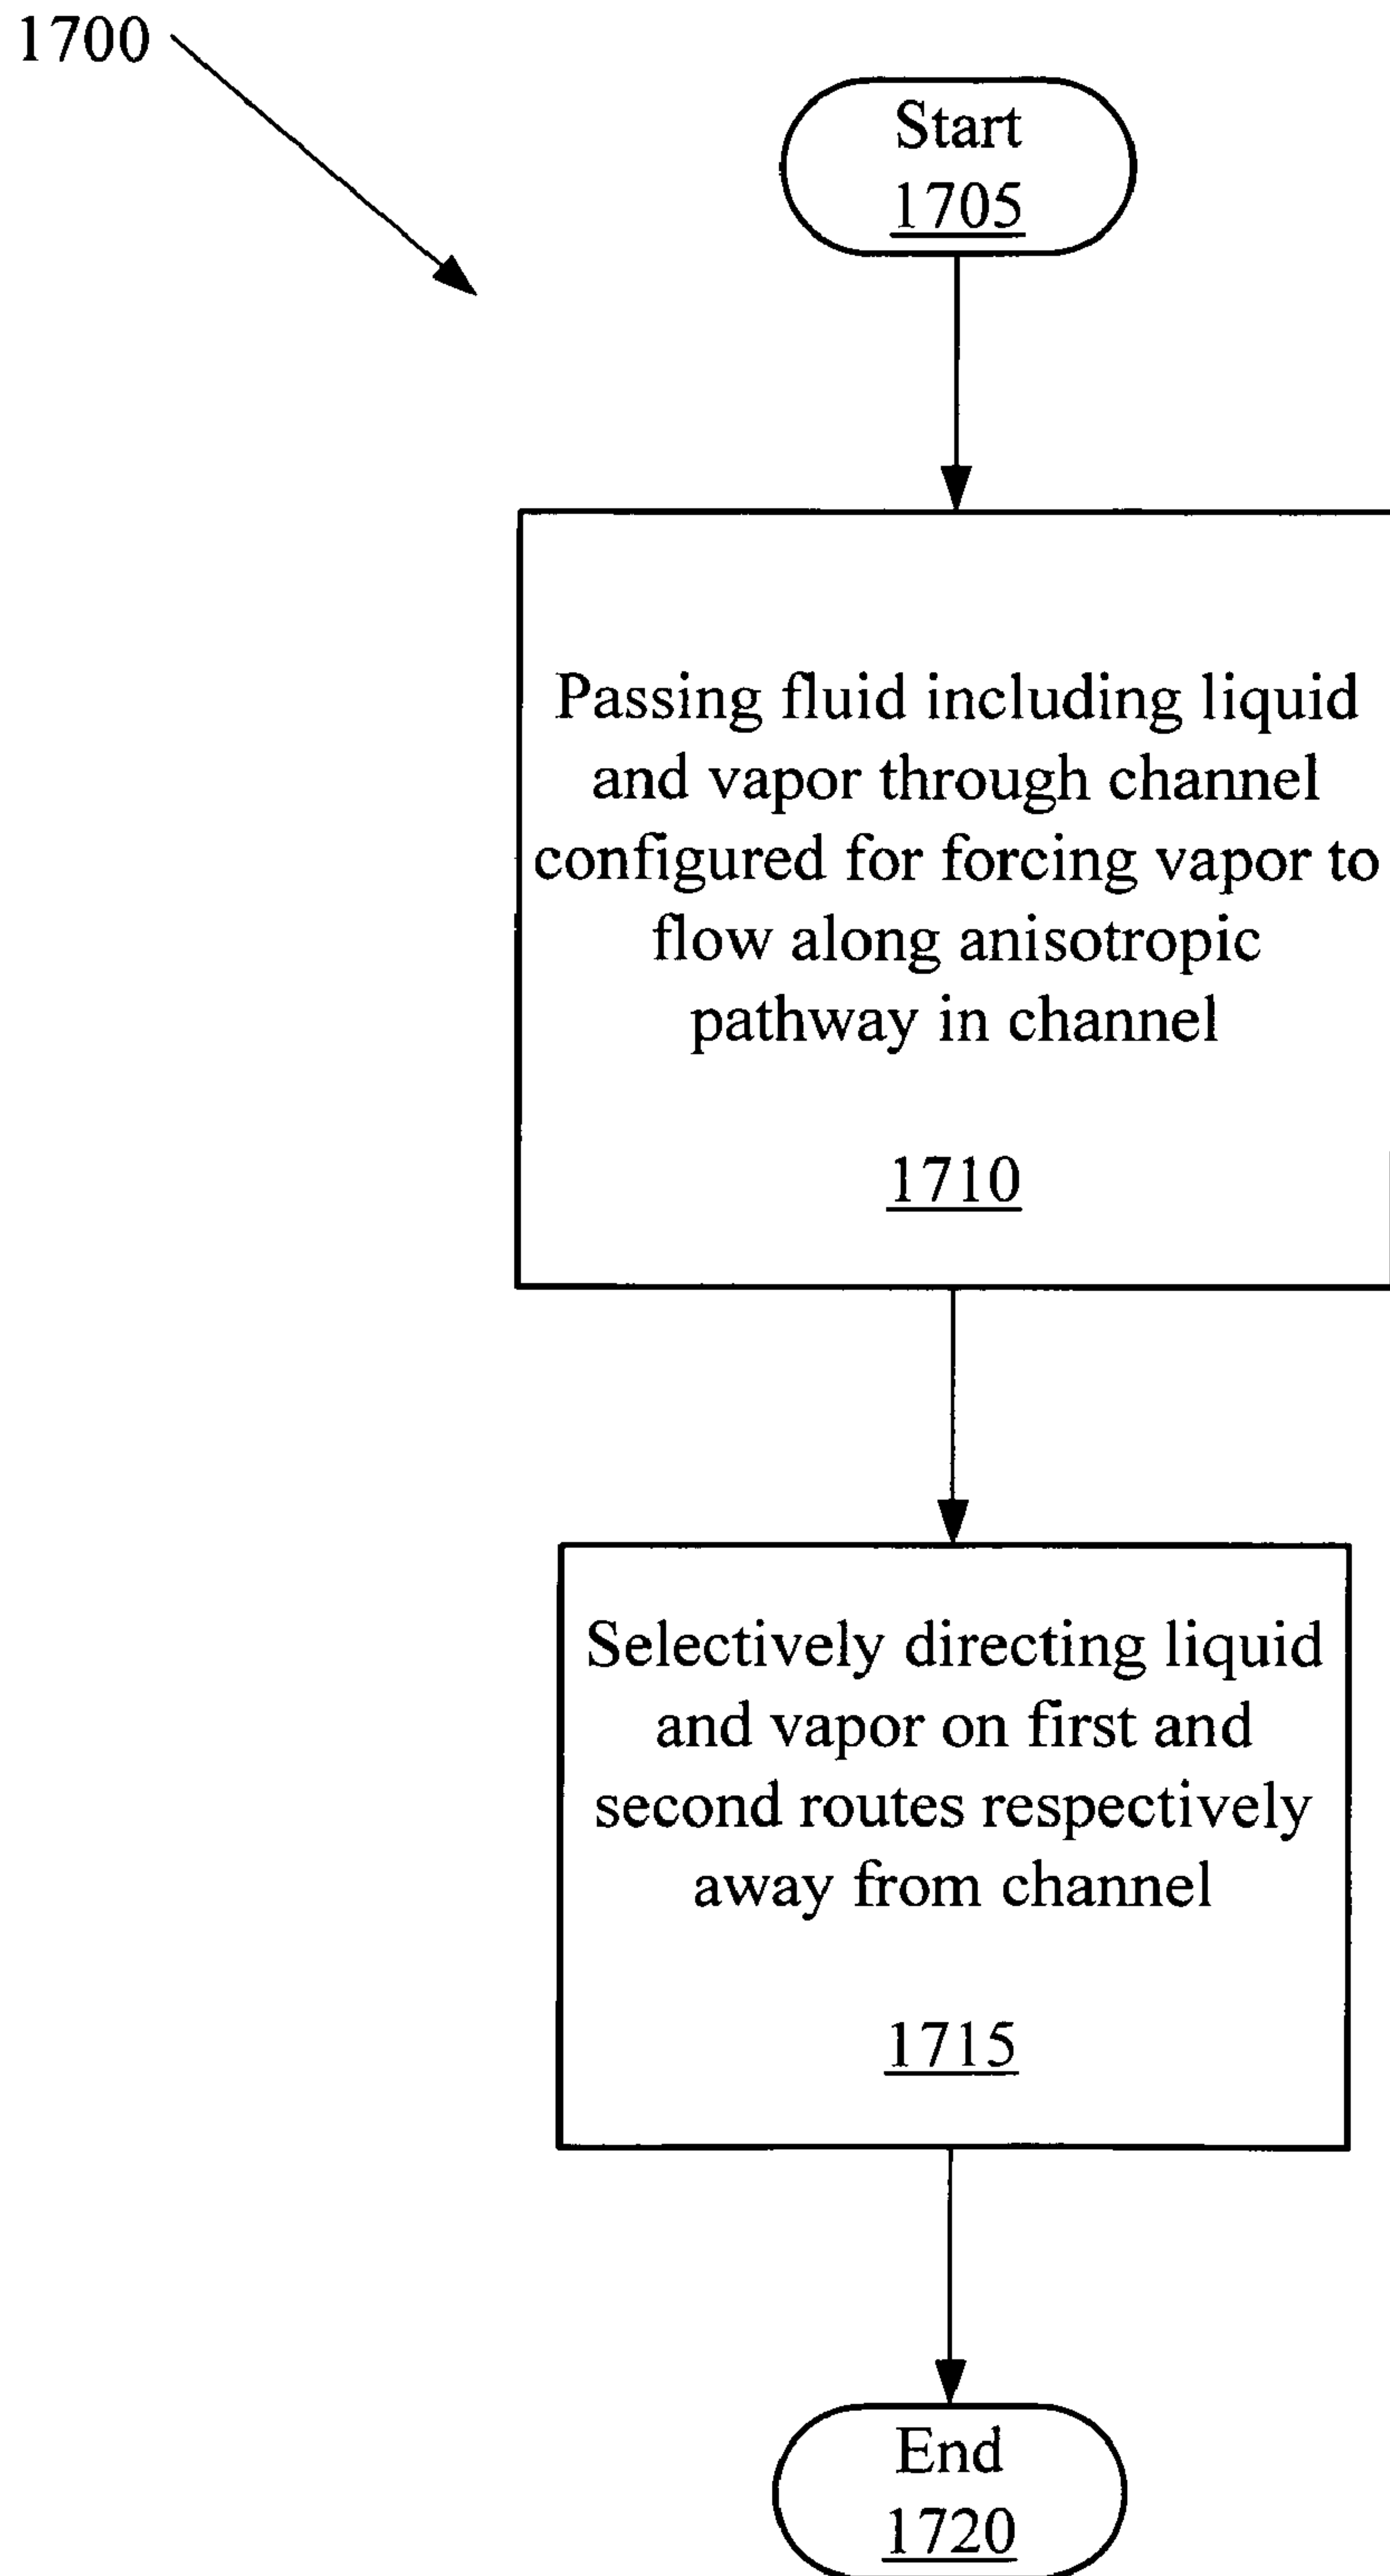 1700
Start
1705
Passing fluid including liquid
and vapor through channel
configured for forcing vapor to
flow along anisotropic
pathway in channel
1710
Selectively directing liquid
and vapor on first and
second routes respectively
away from channel
1715
End
1720